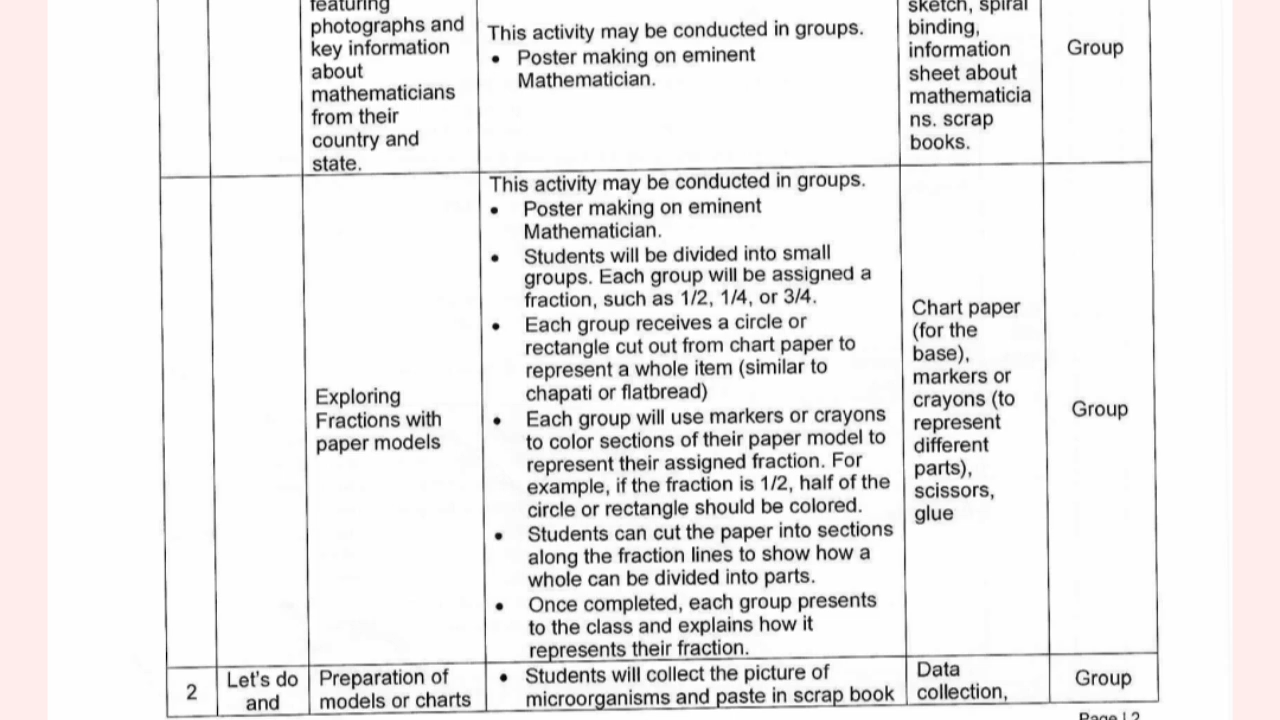 featuring
photographs and
key information
about
mathematicians
from their
country and
state.
This activity may be conducted in groups.
• Poster making on eminent
Mathematician.
sketch, spiral
binding,
information
sheet about
mathematicia
ns. scrap
books.
Group
Exploring
Fractions with
paper models
This activity may be conducted in groups.
• Poster making on eminent
Mathematician.
• Students will be divided into small
groups. Each group will be assigned a
fraction, such as 1/2, 1/4, or 3/4.
• Each group receives a circle or
rectangle cut out from chart paper to
represent a whole item (similar to
chapati or flatbread)
• Each group will use markers or crayons
to color sections of their paper model to
represent their assigned fraction. For
example, if the fraction is 1/2, half of the
circle or rectangle should be colored.
• Students can cut the paper into sections
along the fraction lines to show how a
whole can be divided into parts.
• Once completed, each group presents
to the class and explains how it
represents their fraction.
Chart paper
(for the
base),
markers or
crayons (to
represent
different
parts),
scissors,
glue
Group
2
Let's do
and
Preparation of
models or charts
• Students will collect the picture of
microorganisms and paste in scrap book
Data
collection,
Group
Page | 2